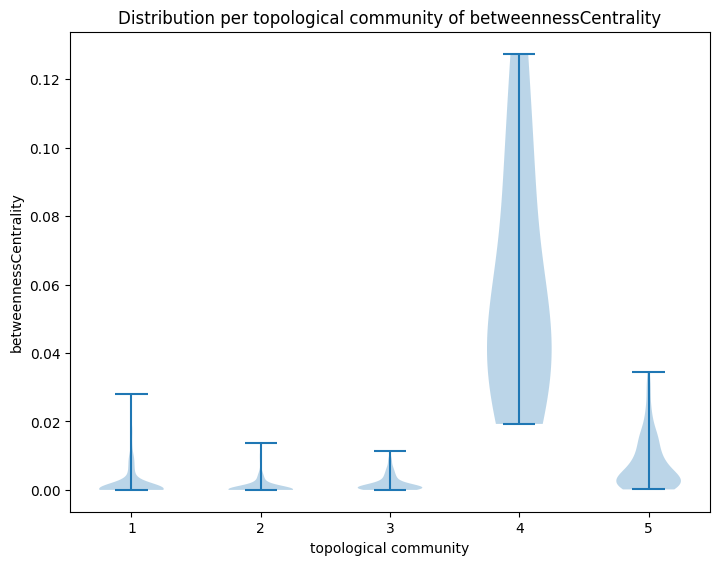 Distribution per topological community of betweennessCentrality
betweennessCentrality
0.12
0.10
0.08
0.06
0.04
0.02
0.00
1 2 3 4 5
topological community